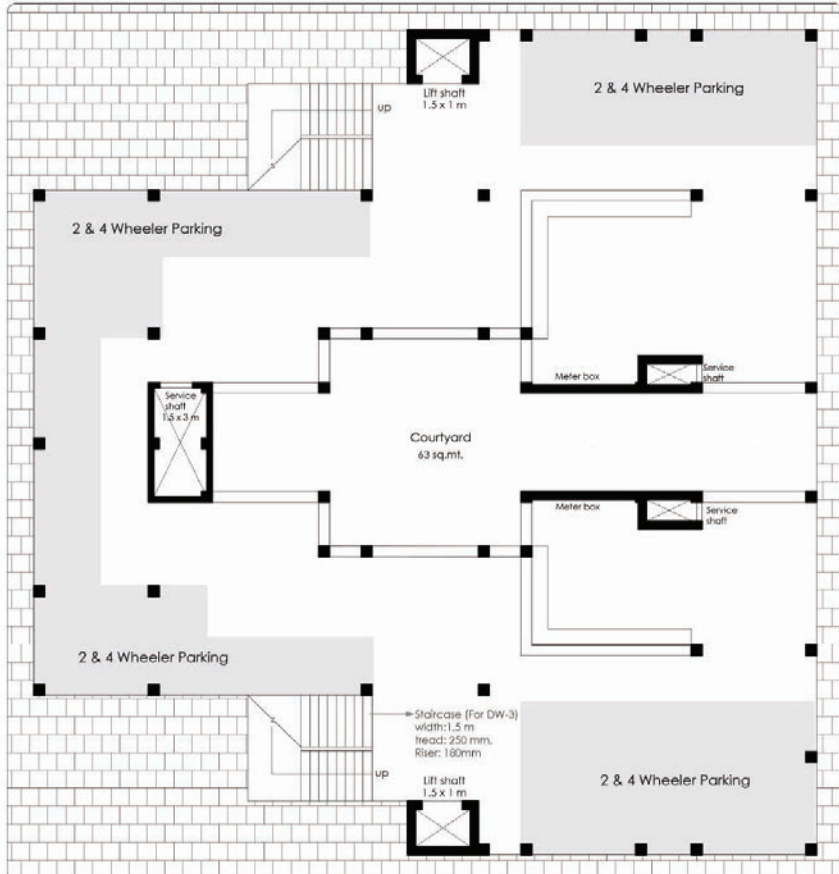 Lift shaft
1.5 x 1 m
up
2 & 4 Wheeler Parking
2 & 4 Wheeler Parking
Service
shaft
1.5 x 3 m
Meter box
Service
shaft
Courtyard
63 sq.mt.
Meter box
Service
shaft
2 & 4 Wheeler Parking
Staircase (For DW-3)
width:1.5 m
tread: 250 mm.
Riser: 180mm
up
Lift shaft
1.5 x 1 m
2 & 4 Wheeler Parking